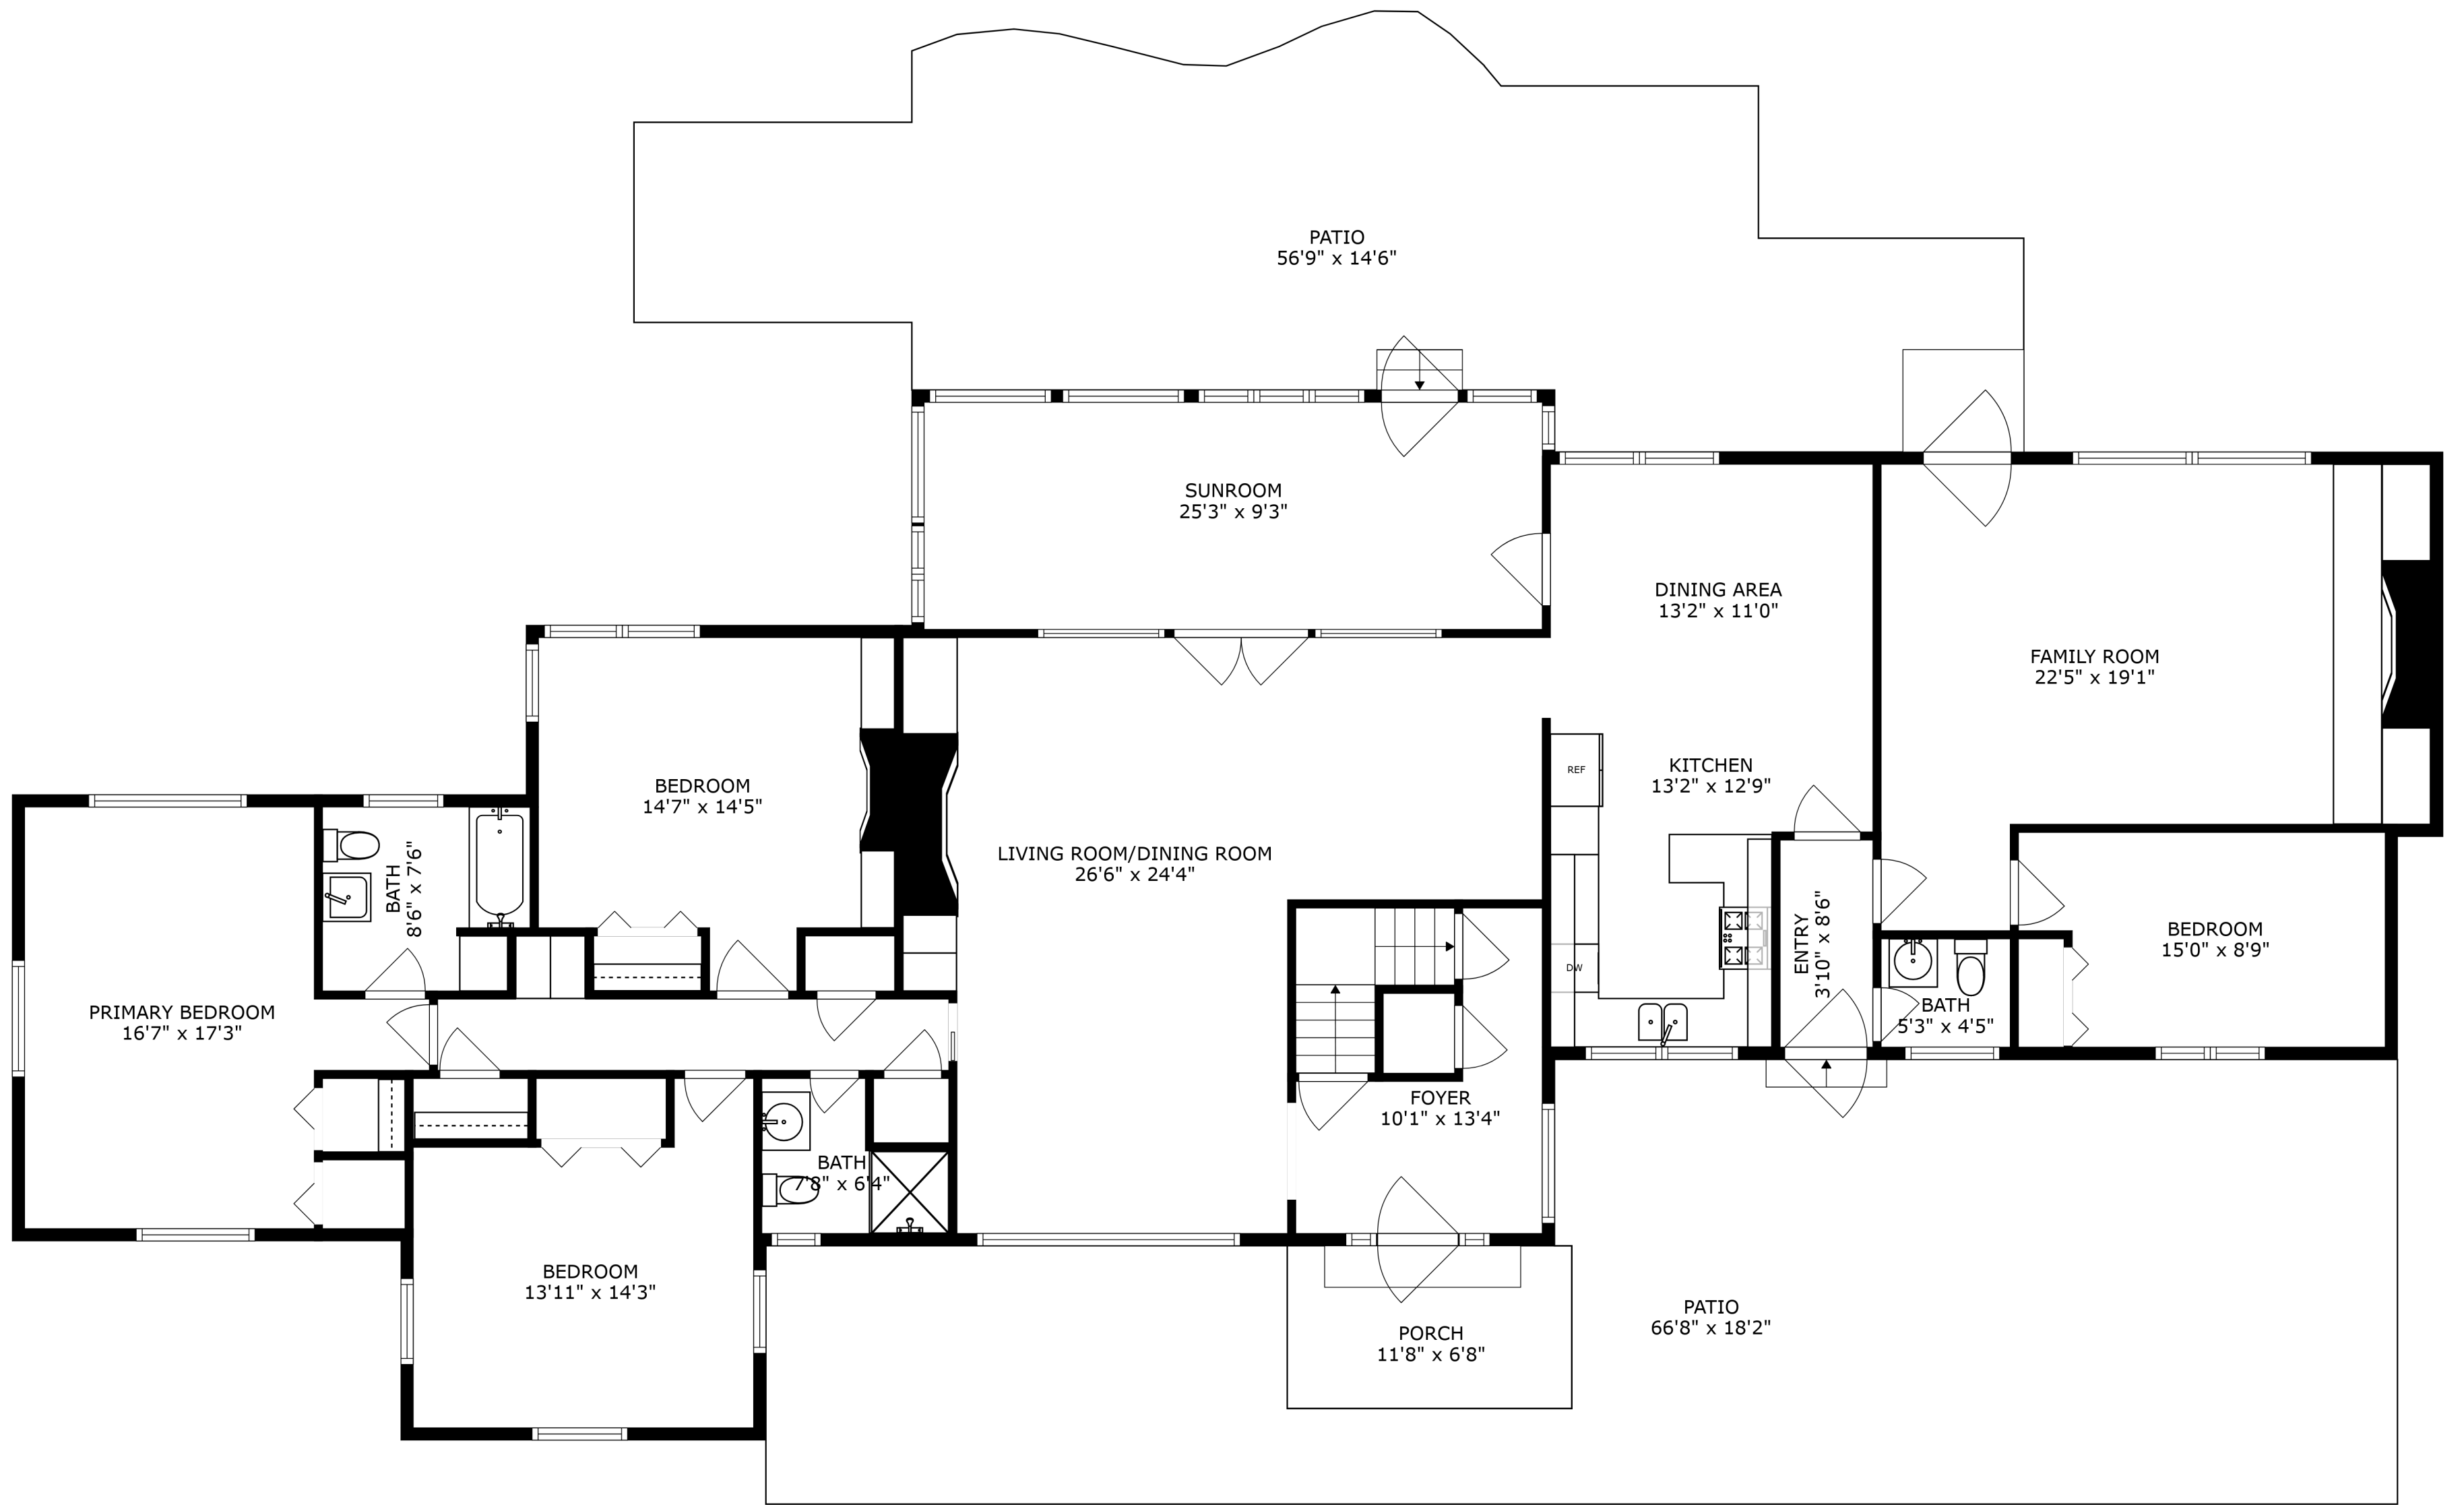 PATIO
56'9" x 14'6"
SUNROOM
25'3" x 9'3"
DINING AREA
13'2" x 11'0"
FAMILY ROOM
22'5" x 19'1"
BEDROOM
14'7" x 14'5"
KITCHEN
13'2" x 12'9"
REF
LIVING ROOM/DINING ROOM
26'6" x 24'4"
BATH
8'6" x 7'6"
PRIMARY BEDROOM
16'7" x 17'3"
DW
ENTRY
3'10" x 8'6"
BEDROOM
15'0" x 8'9"
BATH
5'3" x 4'5"
FOYER
10'1" x 13'4"
BATH
7'8" x 6'4"
BEDROOM
13'11" x 14'3"
PORCH
11'8" x 6'8"
PATIO
66'8" x 18'2"